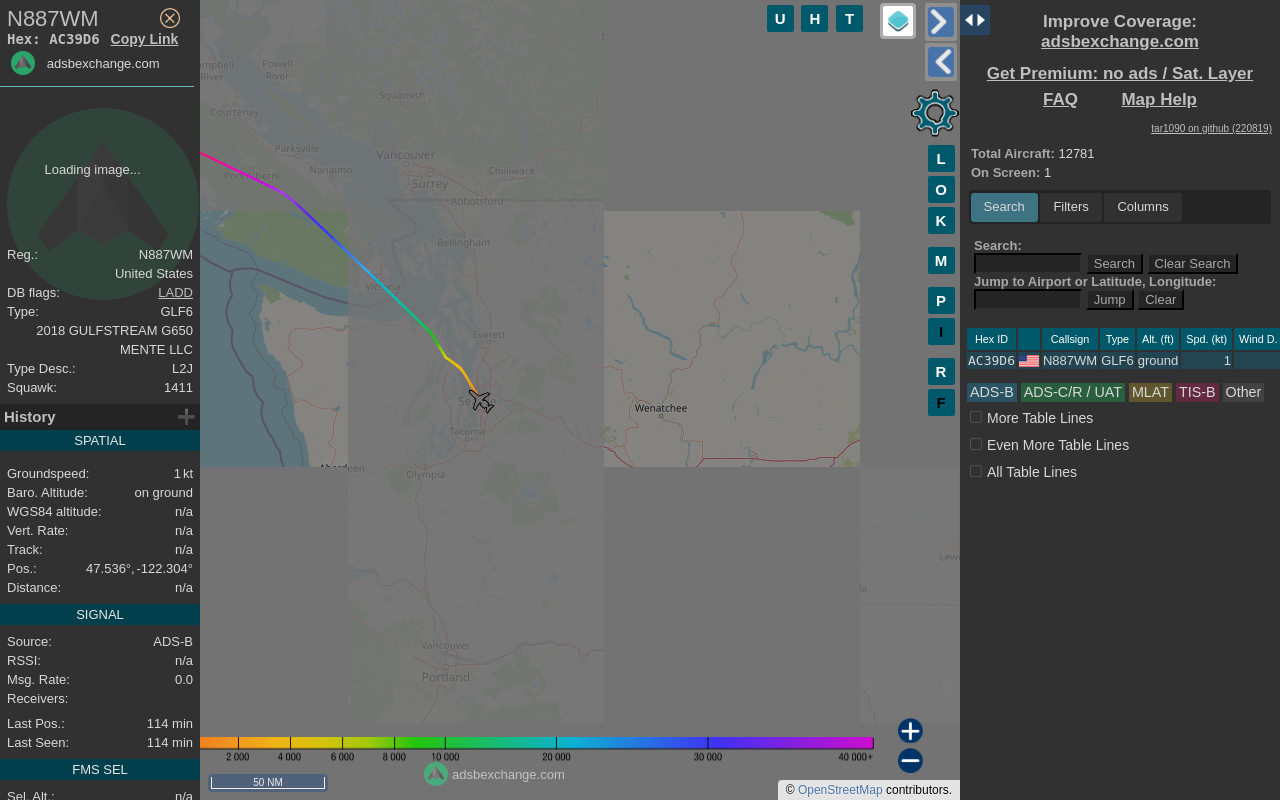 N887WM
Hex: AC39D6 Copy Link
adsbexchange.com
Loading image...
Reg.: N887WM
United States
DB flags: LADD
Type: GLF6
2018 GULFSTREAM G650
MENTE LLC
Type Desc.: L2J
Squawk: 1411
History
SPATIAL
Groundspeed: 1 kt
Baro. Altitude: on ground
WGS84 altitude: n/a
Vert. Rate: n/a
Track: n/a
Pos.: 47.536°, -122.304°
Distance: n/a
SIGNAL
Source: ADS-B
RSSI: n/a
Msg. Rate: 0.0
Receivers:
Last Pos.: 114 min
Last Seen: 114 min
FMS SEL
Sel. Alt.: n/a
U H T
Powell
River
River
Squamish
Courtenay
Parksville
Nanaimo
Vancouver
Surrey
Chilliwack
Port Alberni
Abbotsford
Bellingham
Victoria
Everett
Tacoma
Olympia
Wenatchee
Vancouver
Portland
L
O
K
M
P
I
R
F
2 000 4 000 6 000 8 000 10 000 20 000 30 000 40 000+
50 NM
adsbexchange.com
© OpenStreetMap contributors.
Improve Coverage:
adsbexchange.com
Get Premium: no ads / Sat. Layer
FAQ Map Help
tar1090 on github (220819)
Total Aircraft: 12781
On Screen: 1
Search Filters Columns
Search:
Search Clear Search
Jump to Airport or Latitude, Longitude:
Jump Clear
Hex ID Callsign Type Alt. (ft) Spd. (kt) Wind D.
AC39D6 N887WM GLF6 ground 1
ADS-B ADS-C/R / UAT MLAT TIS-B Other
More Table Lines
Even More Table Lines
All Table Lines